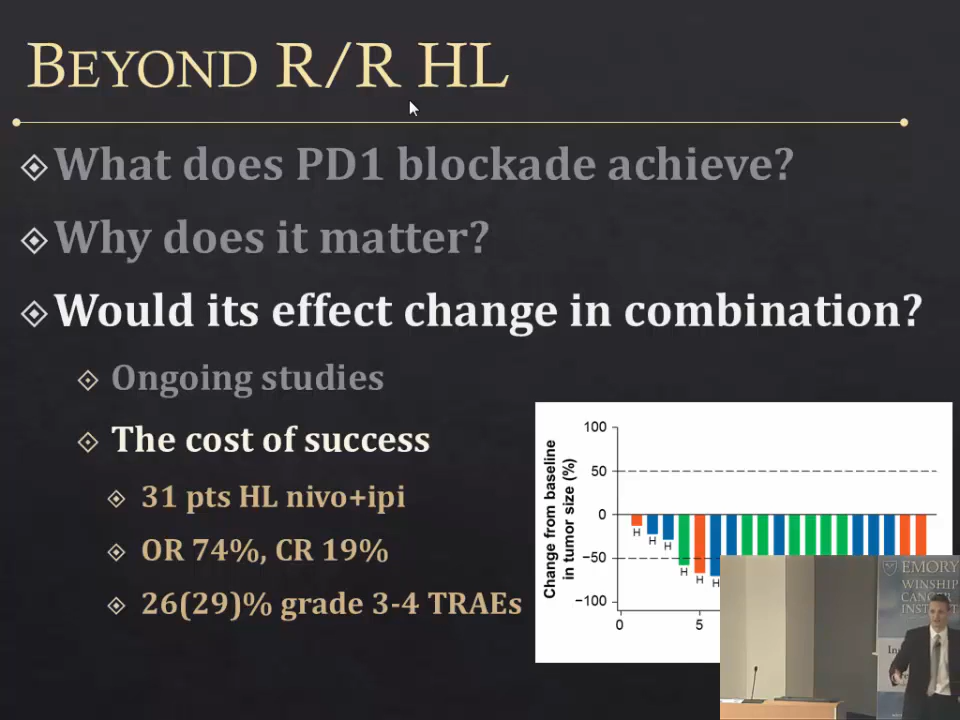 BEYOND R/R HL
What does PD1 blockade achieve?
Why does it matter?
Would its effect change in combination?
Ongoing studies
The cost of success
31 pts HL nivo+ipi
OR 74%, CR 19%
26(29)% grade 3-4 TRAEs
Change from baseline
in tumor size (%)
100
50
0
−50
−100
H
H
H
H
H
H
0
5
EMORY
WINSHIP
CANCER